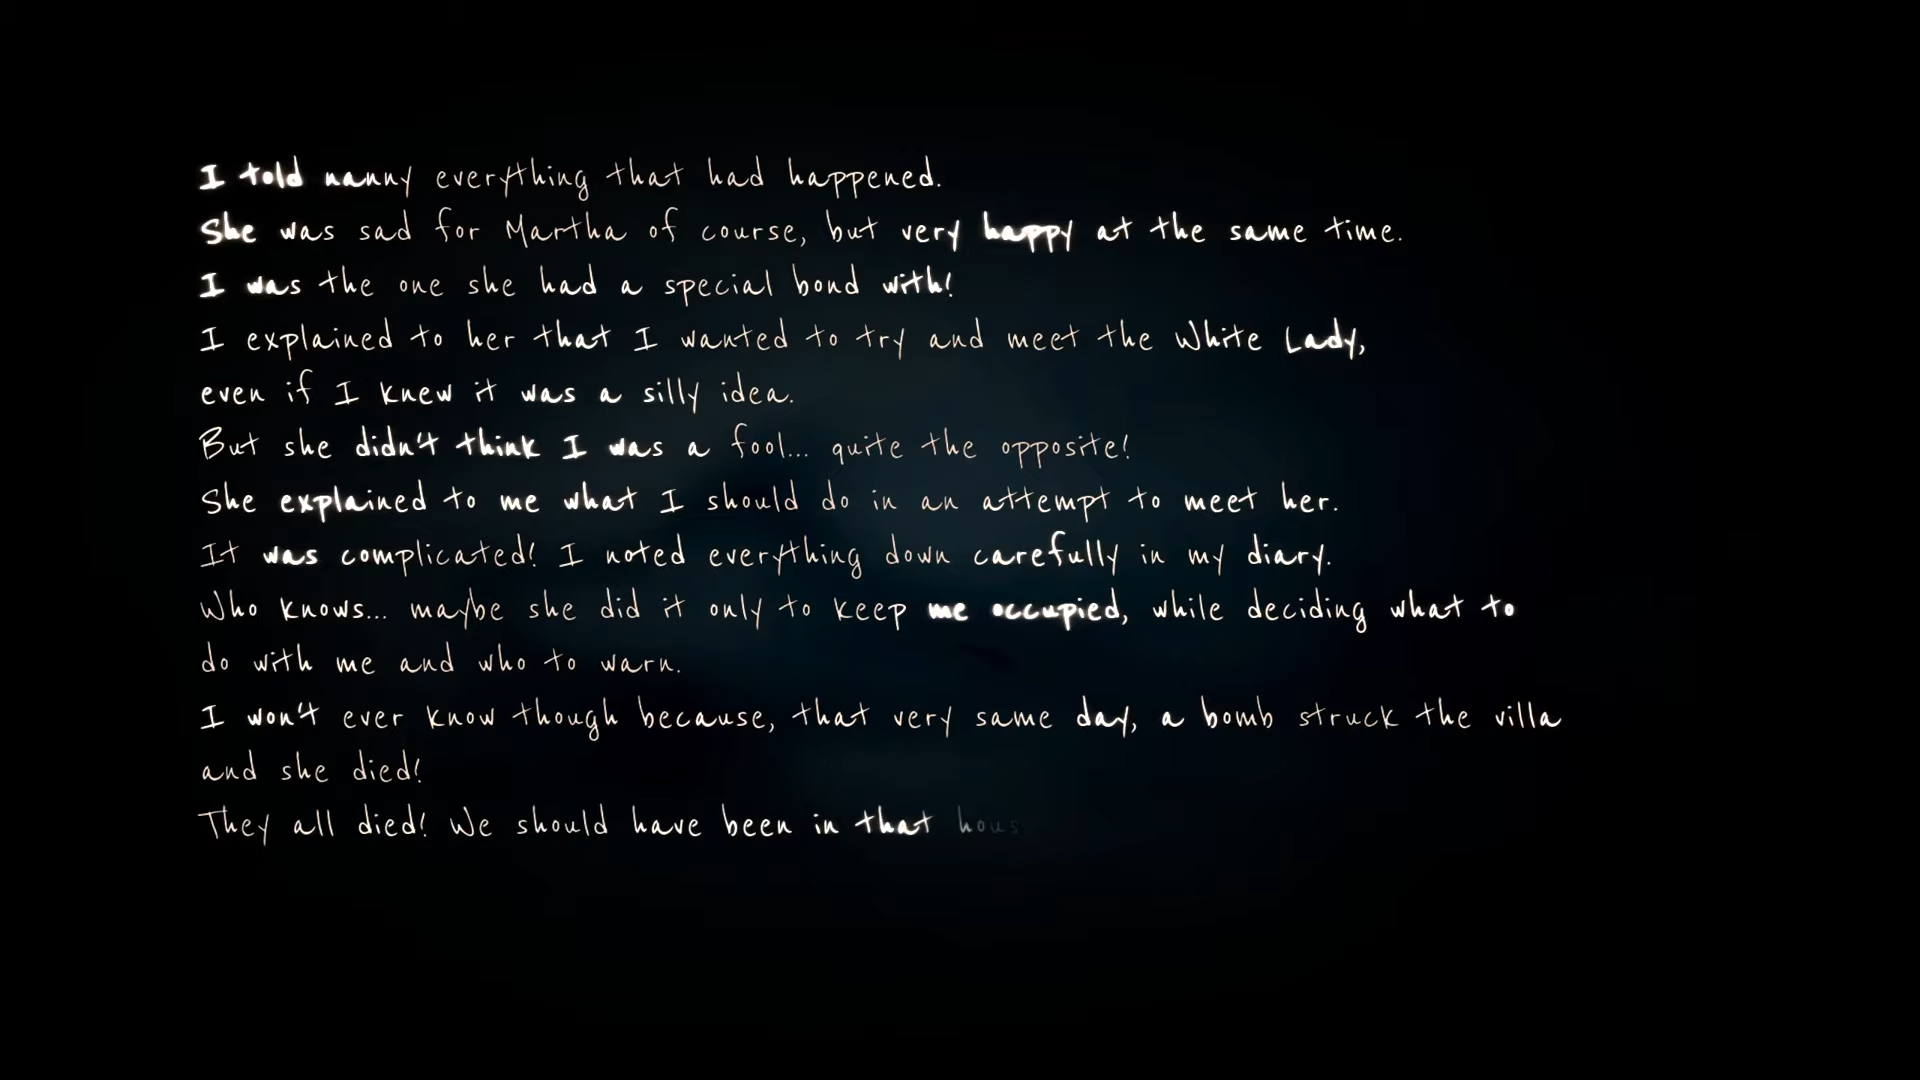 I told nanny everything that had happened.
She was sad for Martha of course, but very happy at the same time.
I was the one she had a special bond with!
I explained to her that I wanted to try and meet the White Lady,
even if I knew it was a silly idea.
But she didn't think I was a fool... quite the opposite!
She explained to me what I should do in an attempt to meet her.
It was complicated! I noted everything down carefully in my diary.
Who knows... maybe she did it only to keep me occupied, while deciding what to
do with me and who to warn.
I won't ever know though because, that very same day, a bomb struck the villa
and she died!
They all died! We should have been in that hous